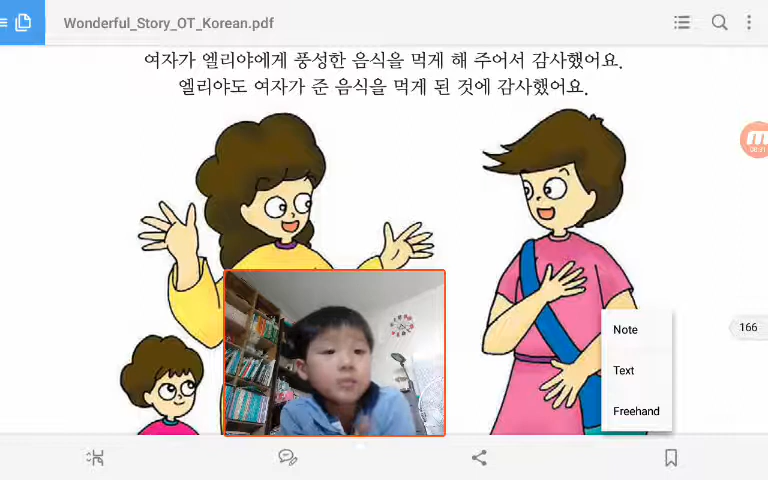 Wonderful_Story_OT_Korean.pdf
여자가 엘리야에게 풍성한 음식을 먹게 해 주어서 감사했어요.
엘리야도 여자가 준 음식을 먹게 된 것에 감사했어요.
166
Note
Text
Freehand